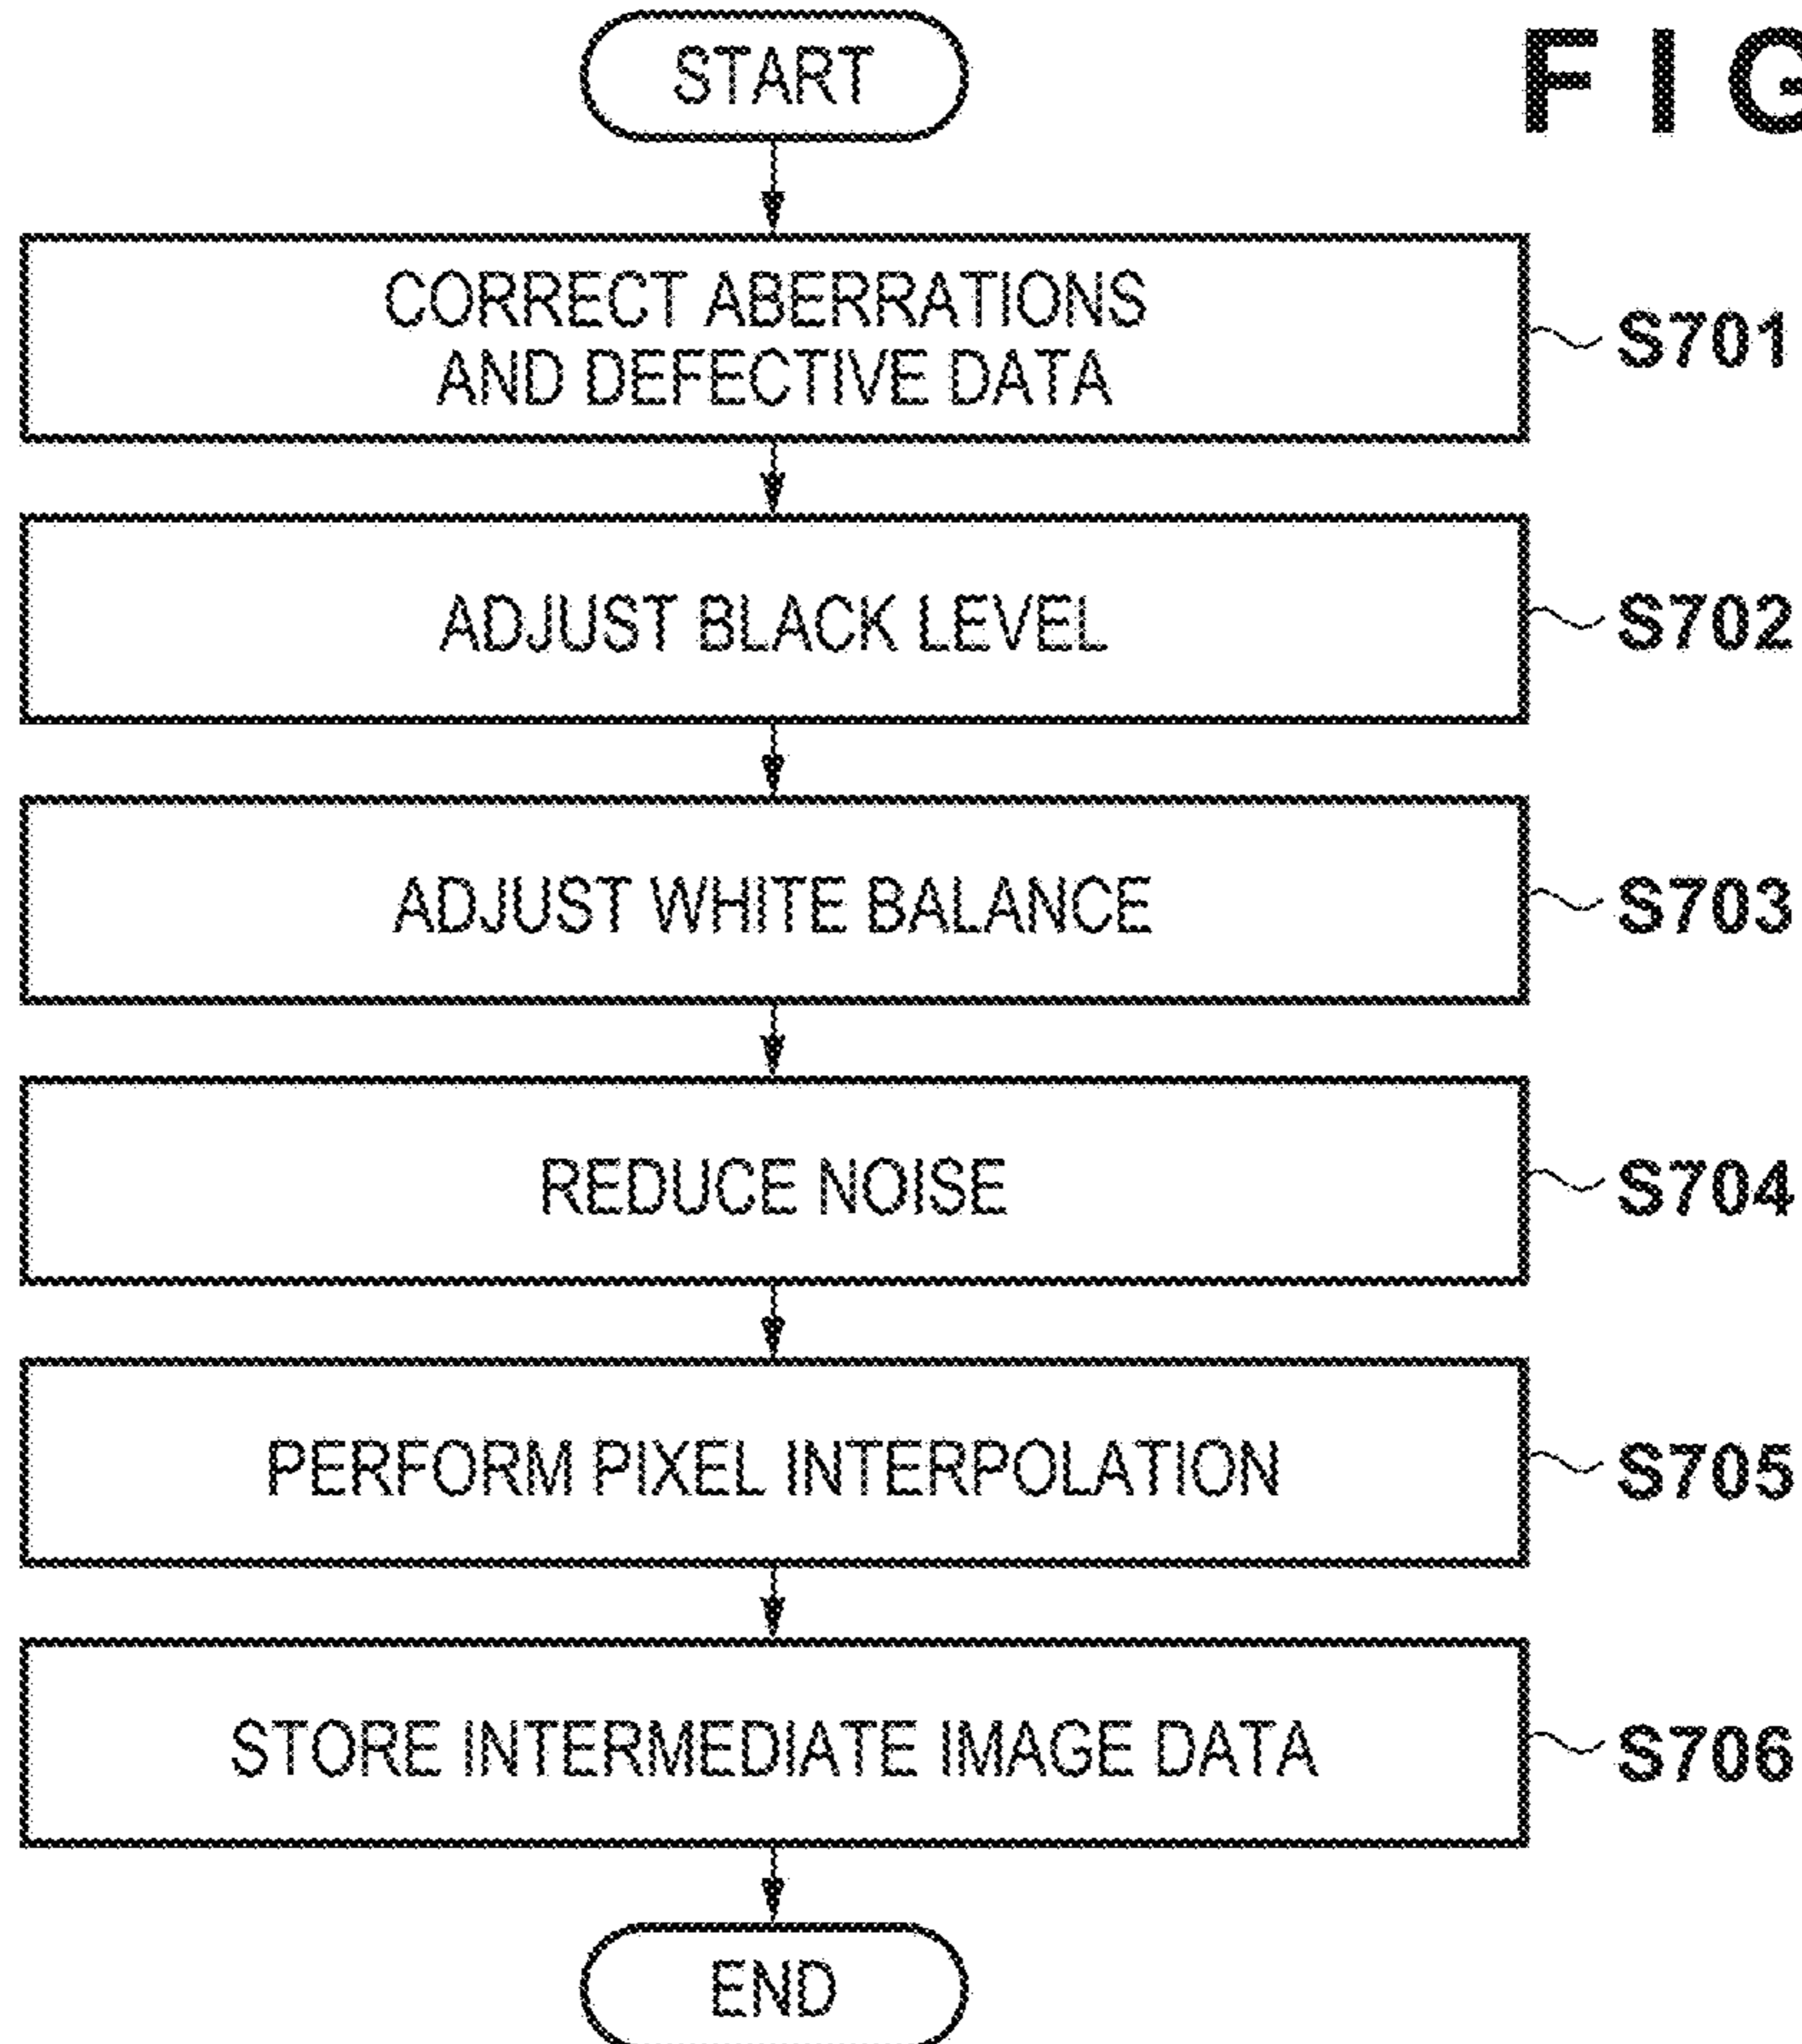 FIG
START
CORRECT ABERRATIONS
AND DEFECTIVE DATA
S701
ADJUST BLACK LEVEL
S702
ADJUST WHITE BALANCE
S703
REDUCE NOISE
S704
PERFORM PIXEL INTERPOLATION
S705
STORE INTERMEDIATE IMAGE DATA
S706
END